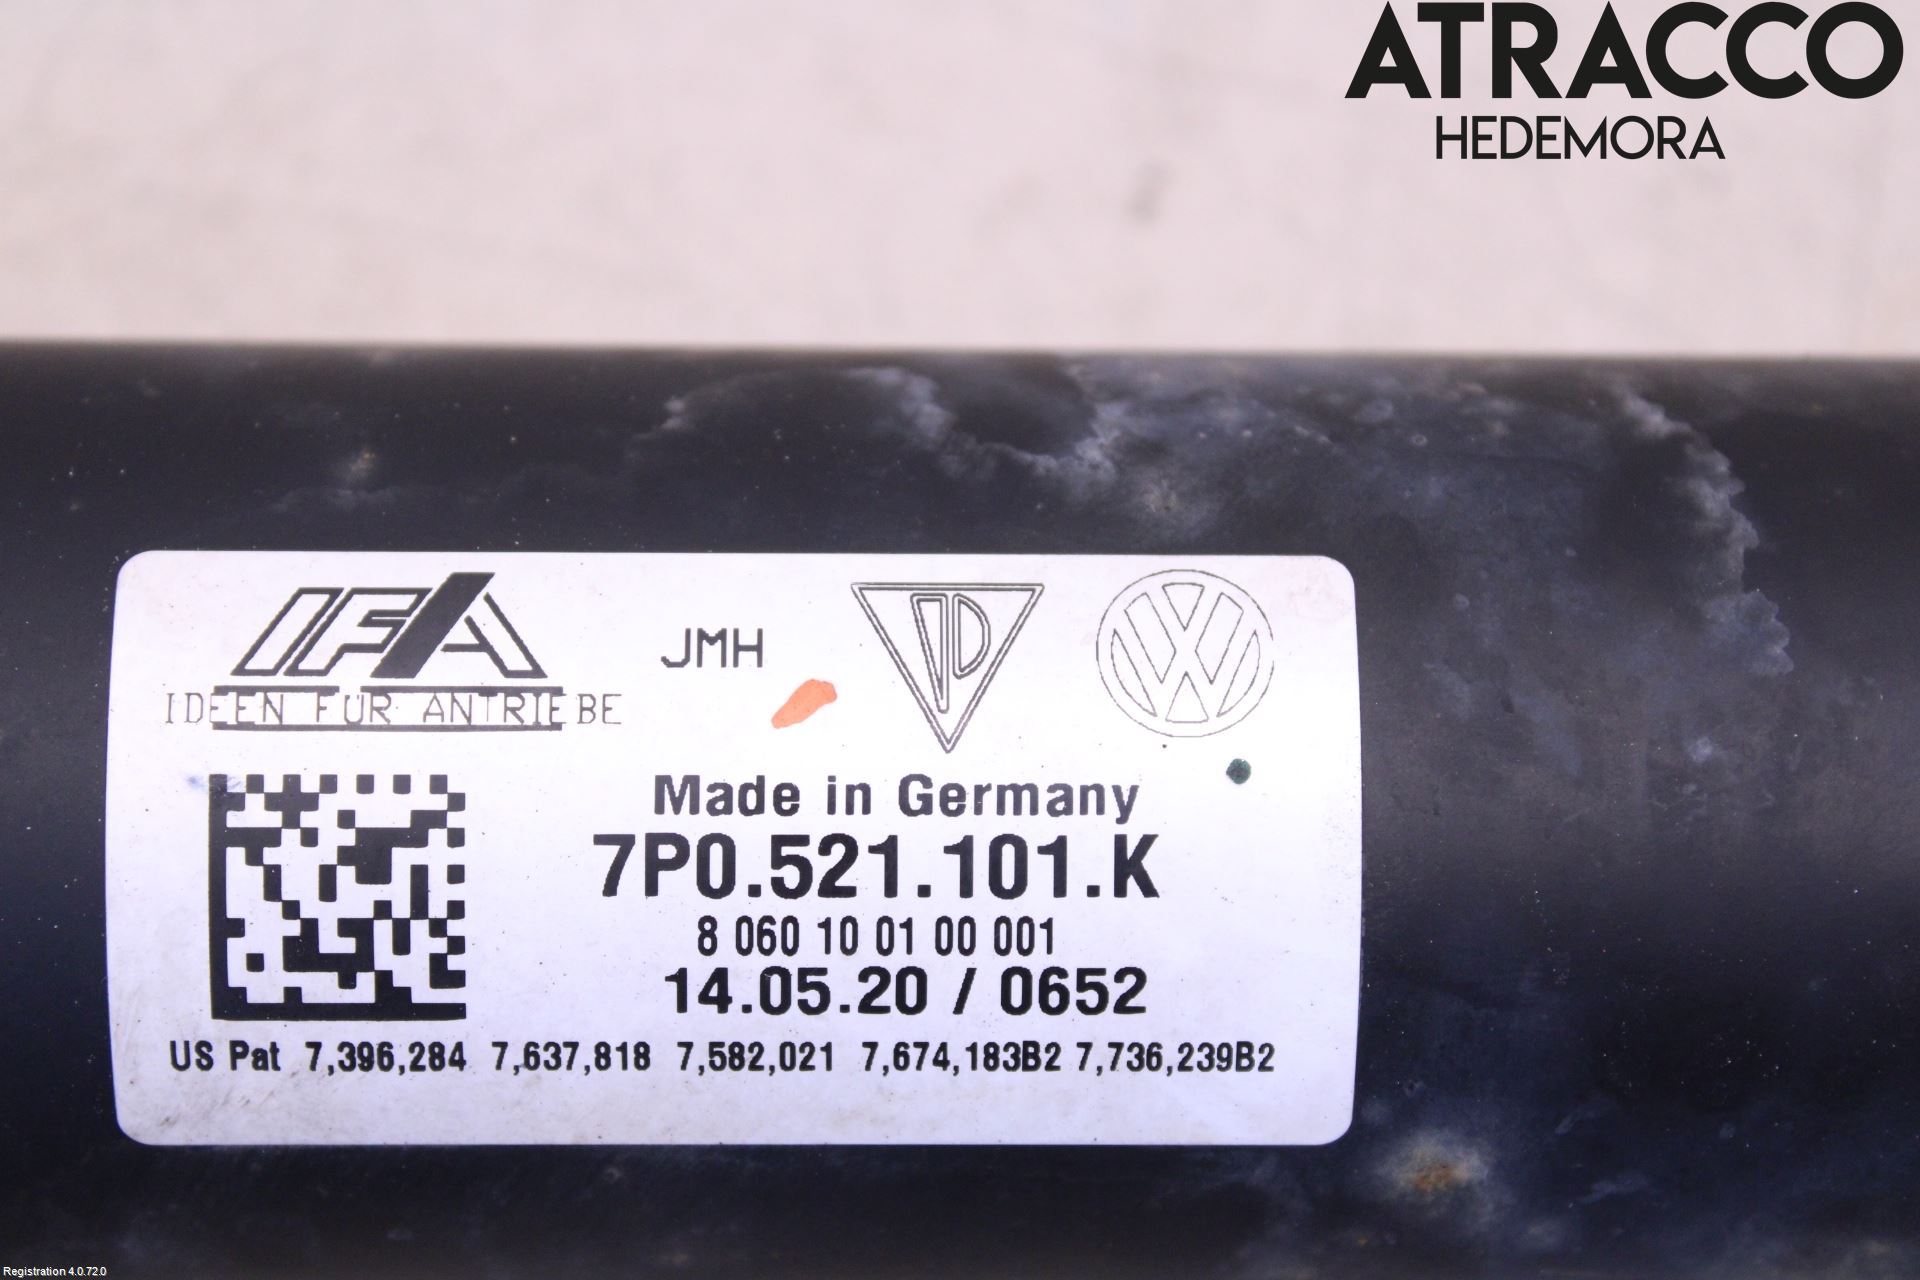 ATRACCO
HEDEMORA
IFA
JMH
IDEEN FÜR ANTRIEBE
Made in Germany
7P0.521.101.K
8 060 10 01 00 001
14.05.20 / 0652
US Pat 7,396,284 7,637,818 7,582,021 7,674,183B2 7,736,239B2
Registration 4.0.72.0